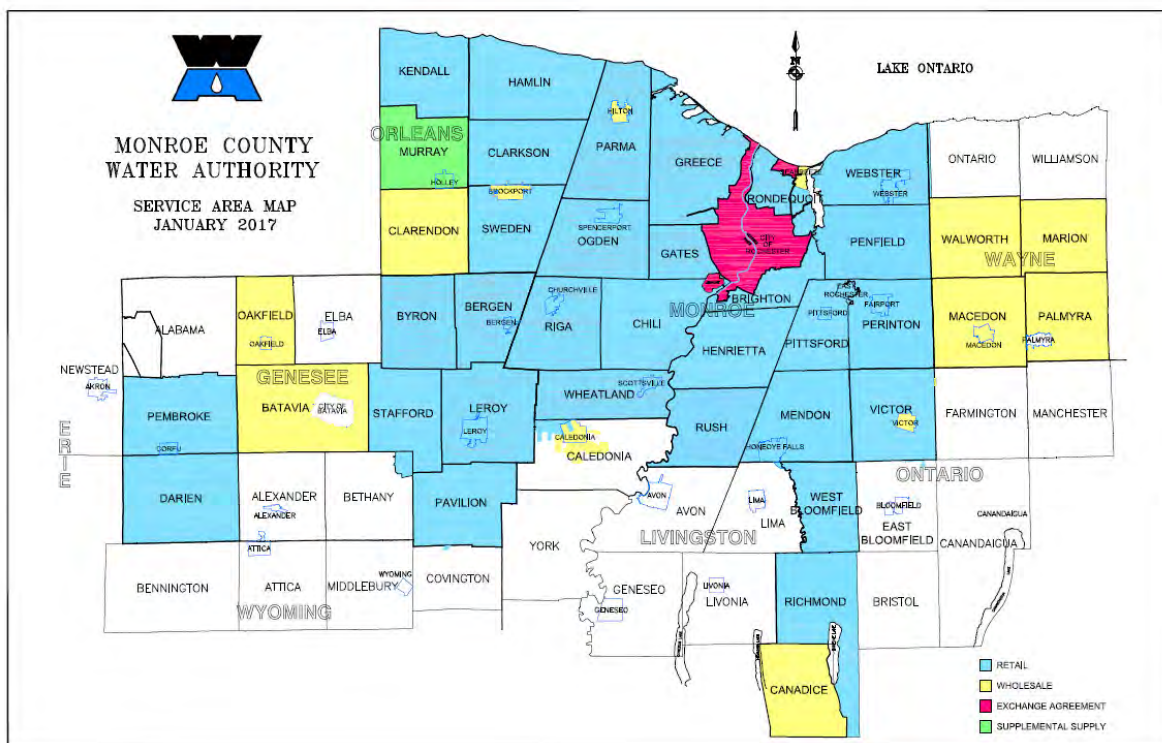 MONROE COUNTY
WATER AUTHORITY
SERVICE AREA MAP
JANUARY 2017
N
LAKE ONTARIO
KENDALL
HAMLIN
HILTON
PARMA
ORLEANS
MURRAY
HOLLEY
CLARKSON
BROCKPORT
GREECE
IRONDEQUOIT
WEBSTER
WEBSTER
ONTARIO
WILLIAMSON
CLARENDON
SWEDEN
SPENCERPORT
OGDEN
GATES
CITY OF ROCHESTER
PENFIELD
WALWORTH
MARION
WAYNE
ALABAMA
OAKFIELD
OAKFIELD
ELBA
ELBA
BYRON
BERGEN
BERGEN
CHURCHVILLE
RIGA
CHILI
BRIGHTON
MONROE
EAST ROCHESTER
PITTSFORD
PITTSFORD
FAIRPORT
PERINTON
MACEDON
MACEDON
PALMYRA
PALMYRA
HENRIETTA
NEWSTEAD
AKRON
GENESEE
PEMBROKE
CORFU
BATAVIA
CITY OF BATAVIA
STAFFORD
LEROY
LEROY
WHEATLAND
SCOTTSVILLE
CALEDONIA
CALEDONIA
RUSH
MENDON
HONEOYE FALLS
VICTOR
VICTOR
FARMINGTON
MANCHESTER
ERIE
DARIEN
ALEXANDER
ALEXANDER
BETHANY
PAVILION
AVON
AVON
LIMA
LIMA
WEST BLOOMFIELD
ONTARIO
BLOOMFIELD
EAST BLOOMFIELD
CANANDAIGUA
CANANDAIGUA
LIVINGSTON
YORK
ATTICA
BENNINGTON
ATTICA
WYOMING
MIDDLEBURY
COVINGTON
WYOMING
GENESEO
GENESEO
LIVONIA
LIVONIA
RICHMOND
BRISTOL
CANADICE
RETAIL
WHOLESALE
EXCHANGE AGREEMENT
SUPPLEMENTAL SUPPLY